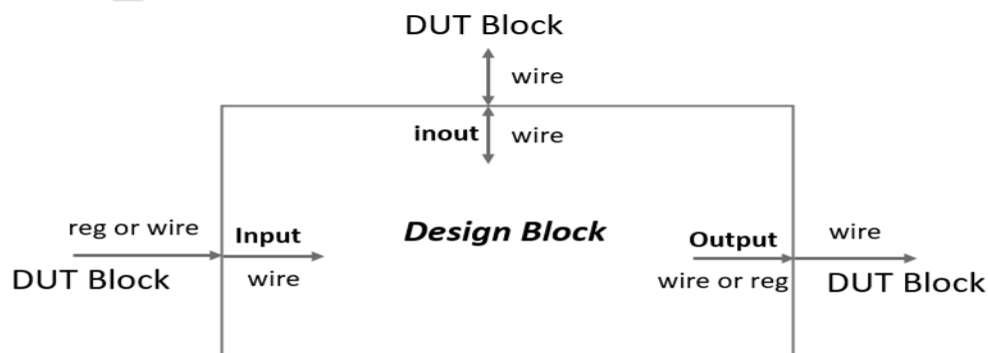 DUT Block
wire
inout
wire
reg or wire
Input
Design Block
Output
wire
DUT Block
wire
wire or reg
DUT Block